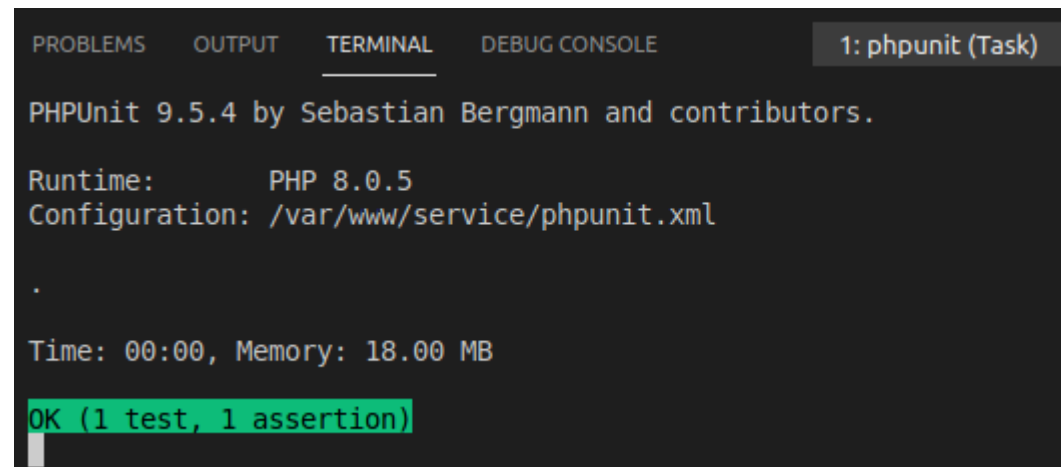 PROBLEMS OUTPUT TERMINAL DEBUG CONSOLE 1: phpunit (Task)
PHPUnit 9.5.4 by Sebastian Bergmann and contributors.
Runtime: PHP 8.0.5
Configuration: /var/www/service/phpunit.xml
.
Time: 00:00, Memory: 18.00 MB
OK (1 test, 1 assertion)